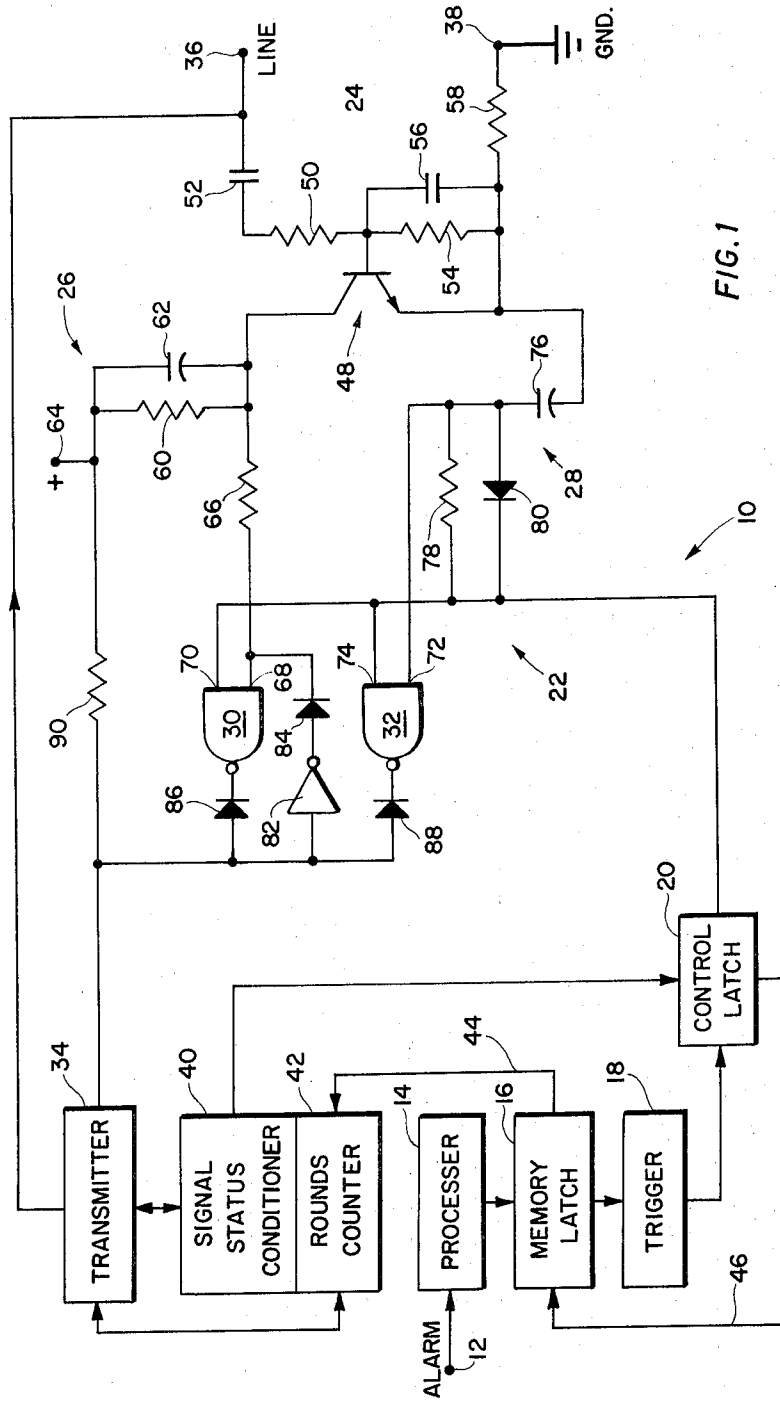 36
LINE
38
GND.
24
52
50
56
58
54
48
26
62
64
+
60
66
76
28
78
80
10
22
90
70
68
30
84
74
72
32
86
82
88
34
TRANSMITTER
40
SIGNAL
STATUS
CONDITIONER
42
ROUNDS
COUNTER
44
14
PROCESSER
16
MEMORY
LATCH
18
TRIGGER
20
CONTROL
LATCH
ALARM
12
46
FIG. 1